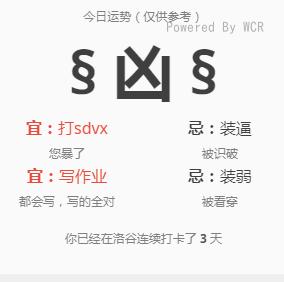 今日运势（仅供参考）
Powered By WCR
§ 凶 §
宜：打sdvx 忌：装逼
您暴了 被识破
宜：写作业 忌：装弱
都会写，写的全对 被看穿
你已经在洛谷连续打卡了 3 天